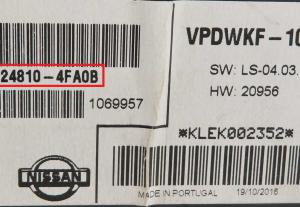 VPDWKF-10
24810-4FA0B
SW: LS-04.03.
HW: 20956
1069957
*KLEK002352*
NISSAN
MADE IN PORTUGAL 19/10/2016